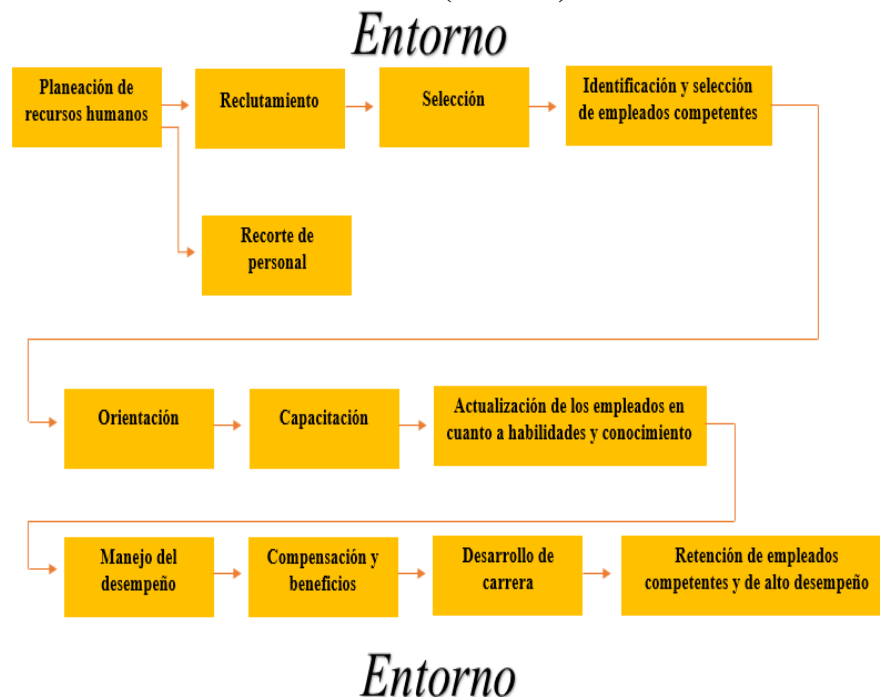 Entorno
Planeación de
recursos humanos
Reclutamiento
Selección
Identificación y selección
de empleados competentes
Recorte de
personal
Orientación
Capacitación
Actualización de los empleados en
cuanto a habilidades y conocimiento
Manejo del
desempeño
Compensación y
beneficios
Desarrollo de
carrera
Retención de empleados
competentes y de alto desempeño
Entorno